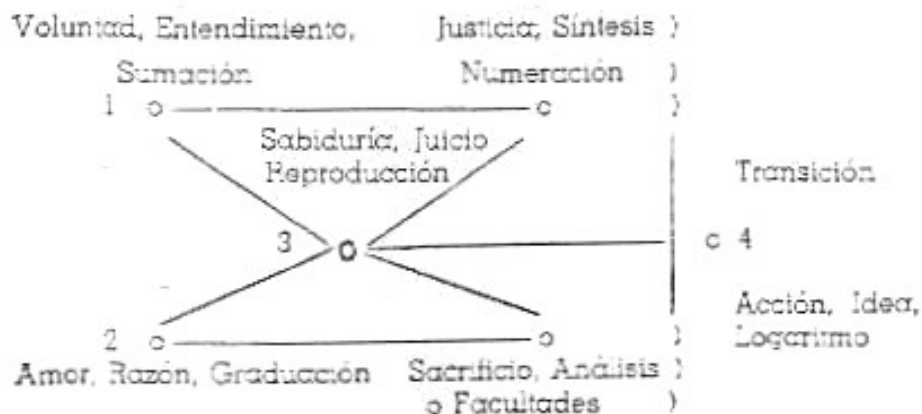 Voluntad, Entendimiento,
Justicia, Síntesis )
Sumación
Numeración )
1
)
Sabiduría, Juicio
Reproducción
Transición
3
4
2
)
Acción, Idea,
Logaritmo
Amor, Razón, Graduación
Sacrificio, Análisis )
o Facultades )